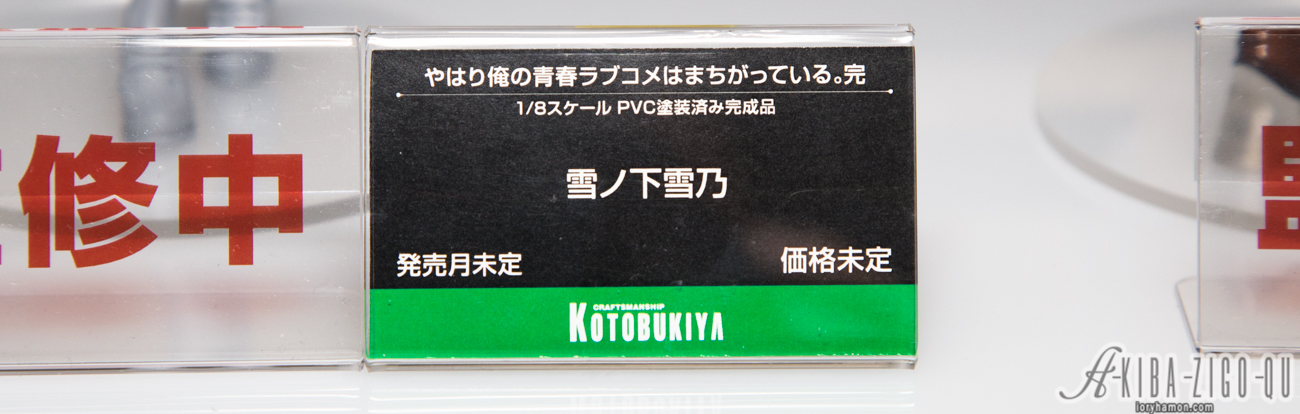 修中
やはり俺の青春ラブコメはまちがっている。完
1/8スケール PVC塗装済み完成品
雪ノ下雪乃
発売月未定
価格未定
CRAFTSMANSHIP
KOTOBUKIYA
A-KIBA-ZIGO-QU
loryhamon.com